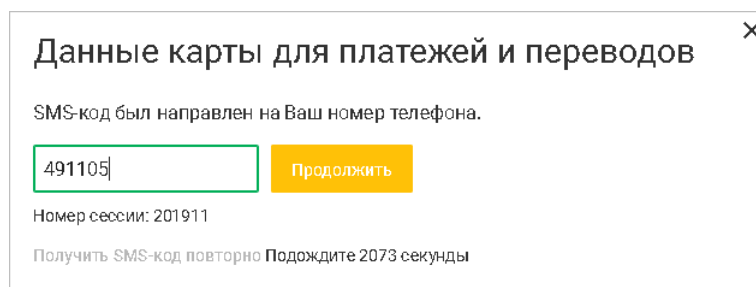 Данные карты для платежей и переводов
SMS-код был направлен на Ваш номер телефона.
491105
Продолжить
Номер сессии: 201911
Получить SMS-код повторно Подождите 2073 секунды